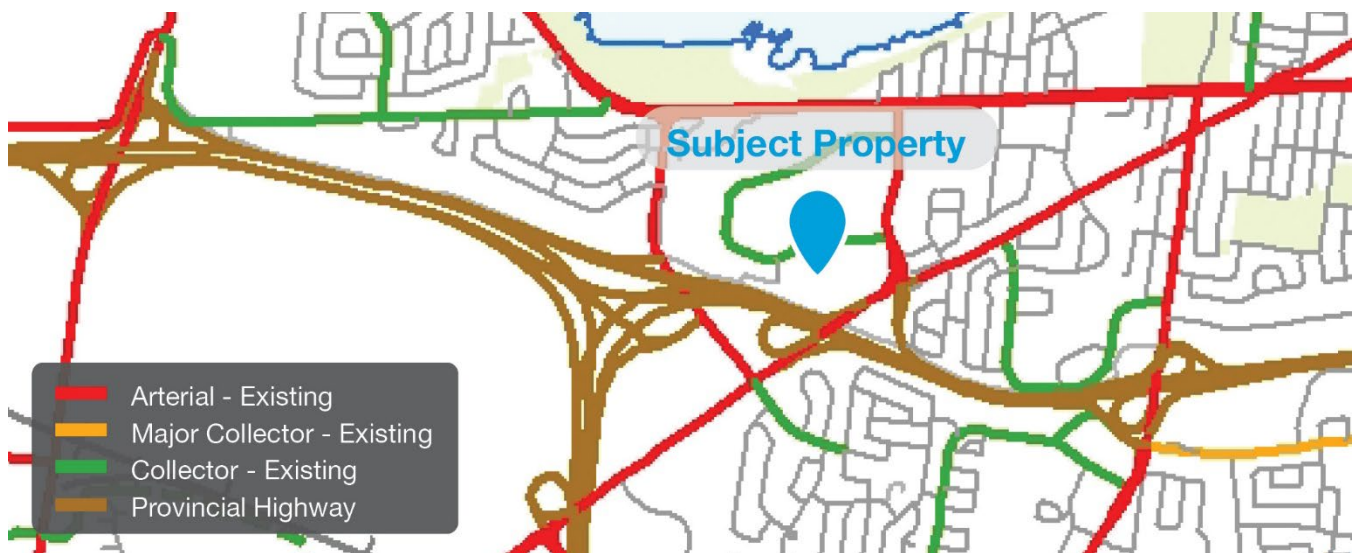 Subject Property
Arterial - Existing
Major Collector - Existing
Collector - Existing
Provincial Highway